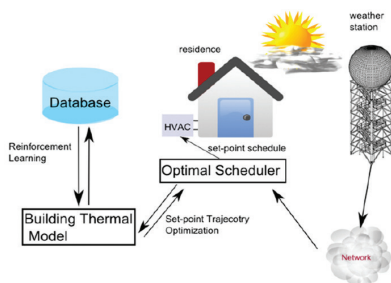 weather
station
residence
Database
HVAC
set-point schedule
Reinforcement
Learning
Optimal Scheduler
Building Thermal
Model
Set-point Trajecotry
Optimization
Network